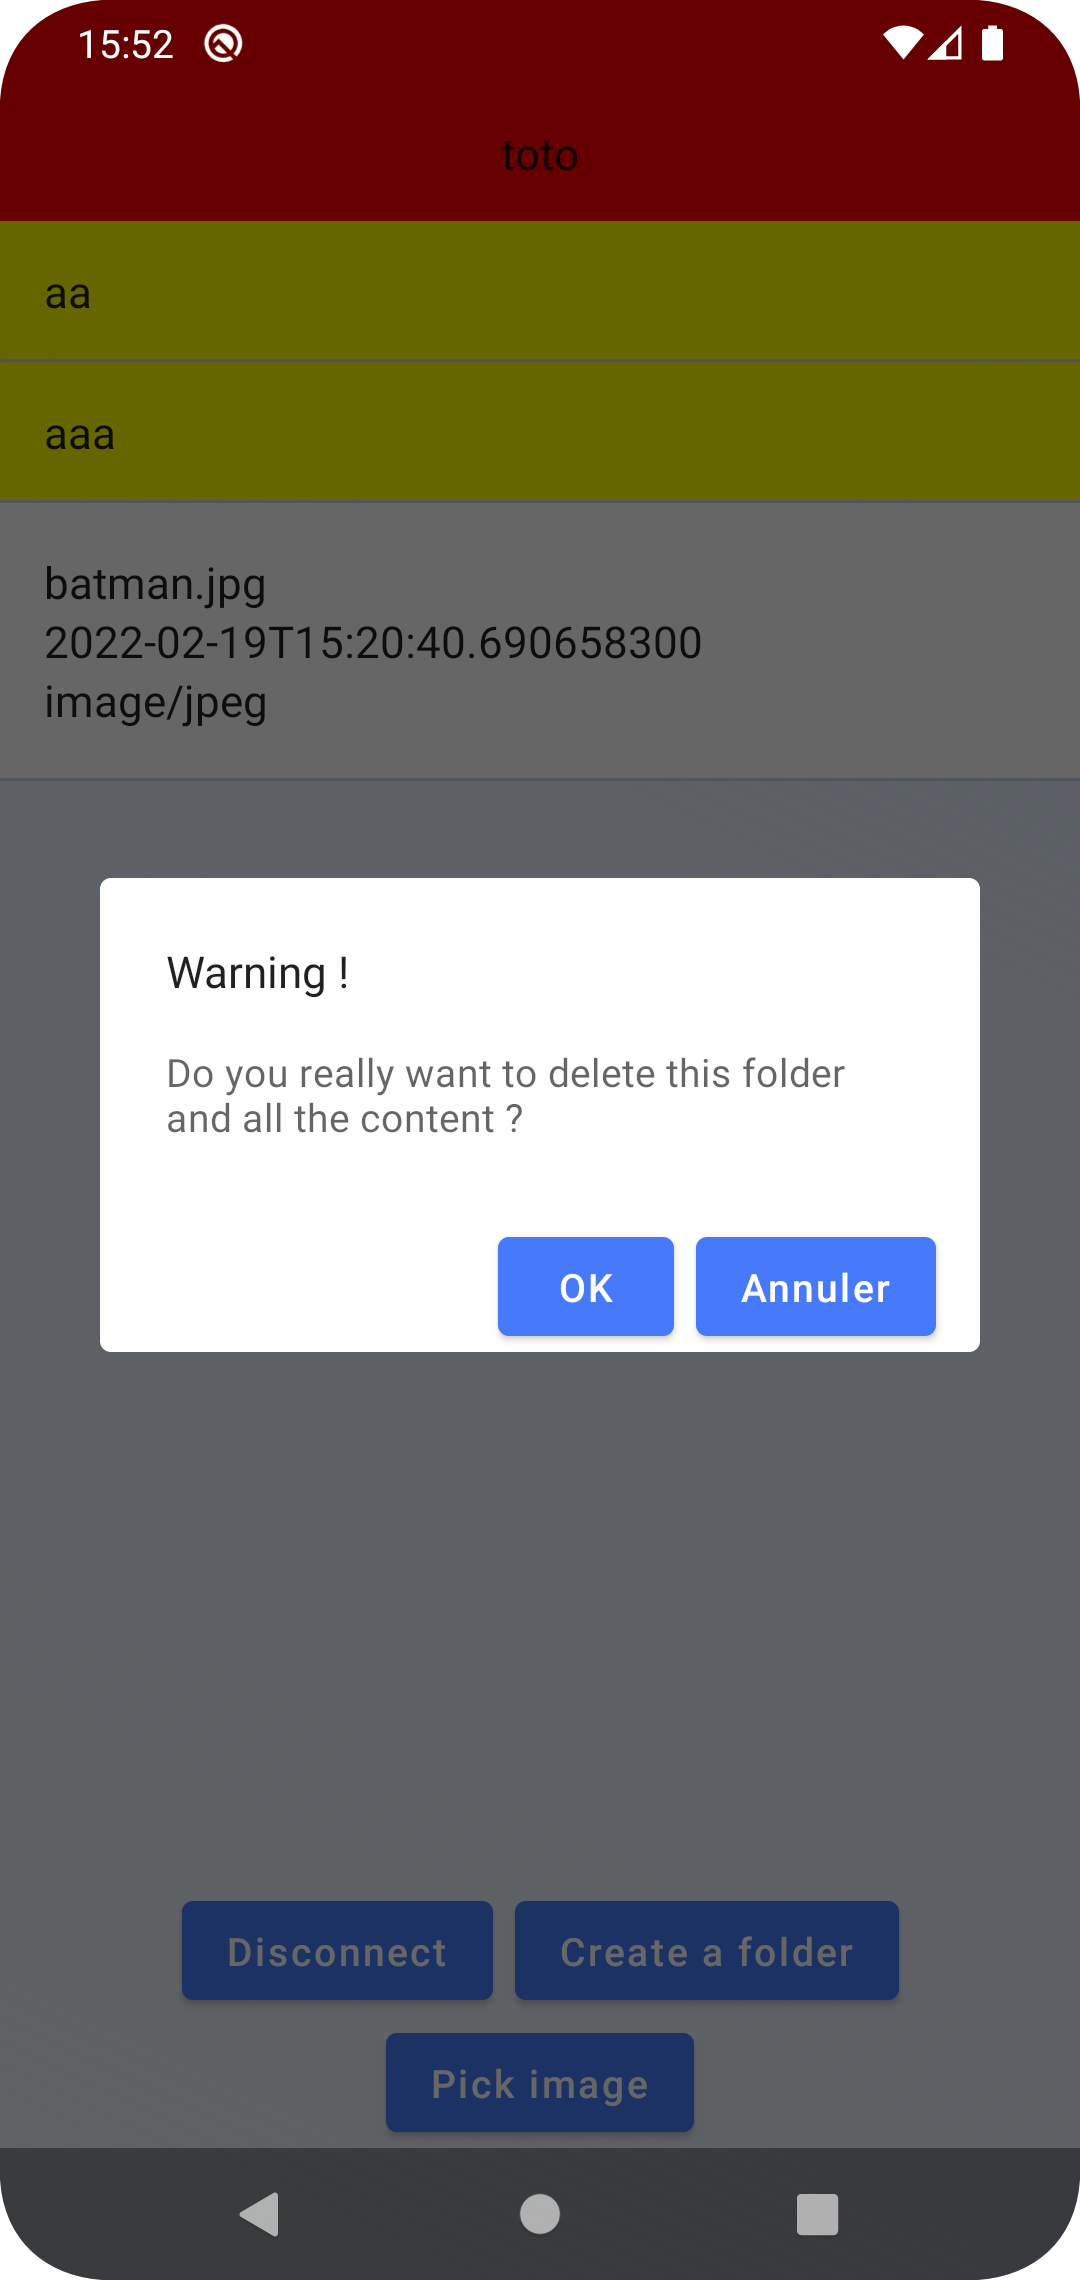 15:52
toto
aa
aaa
batman.jpg
2022-02-19T15:20:40.690658300
image/jpeg
Warning !
Do you really want to delete this folder
and all the content ?
OK Annuler
Disconnect Create a folder
Pick image